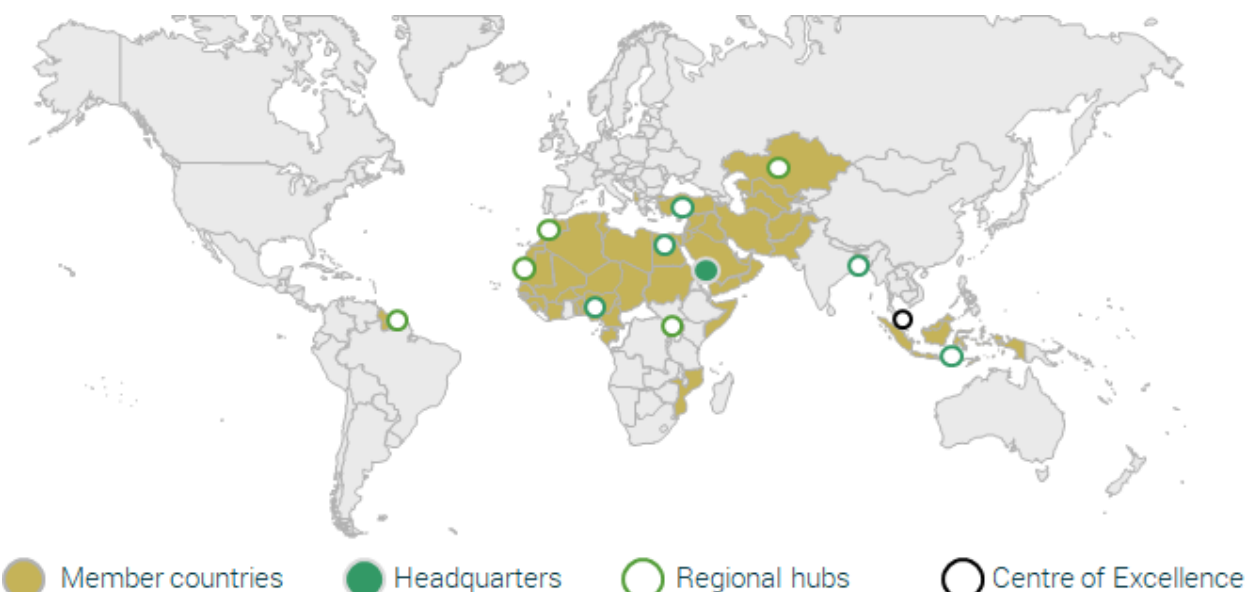 Member countries
Headquarters
Regional hubs
Centre of Excellence